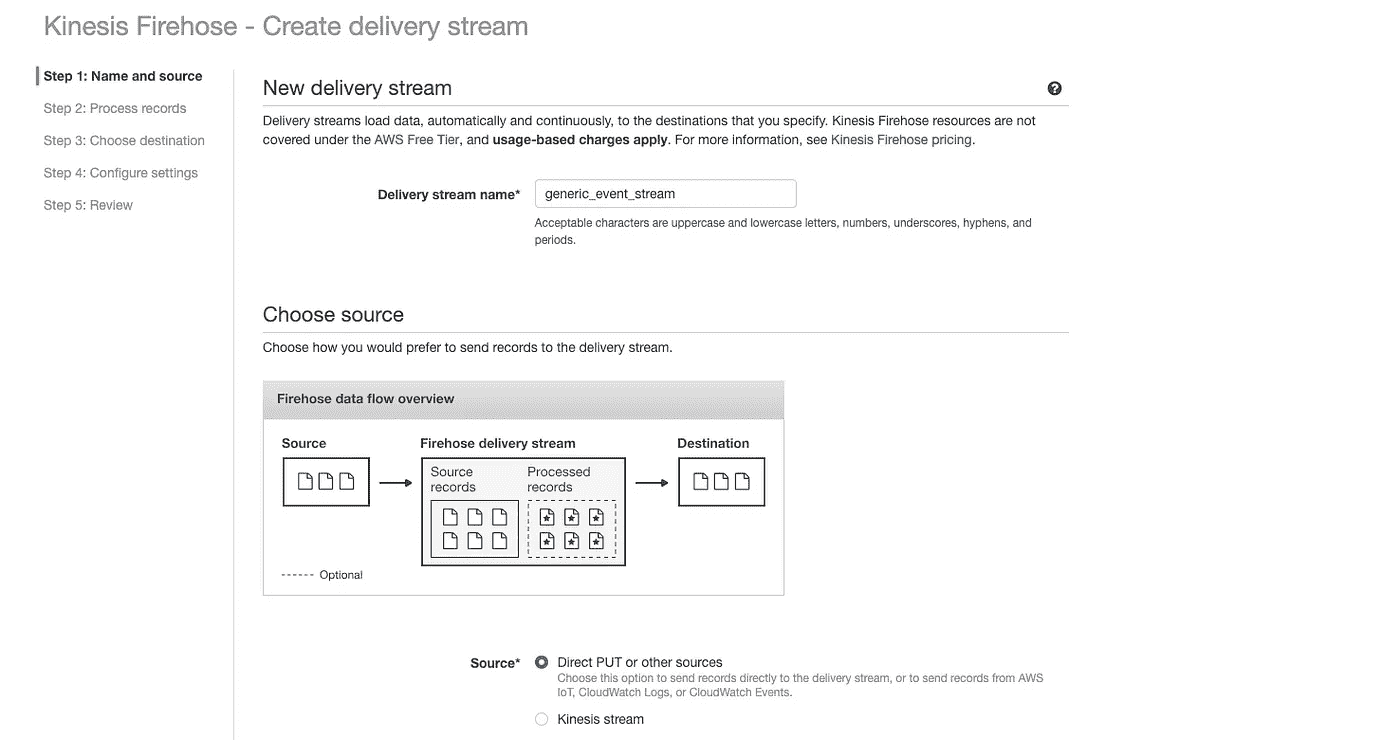 Kinesis Firehose - Create delivery stream
Step 1: Name and source
Step 2: Process records
Step 3: Choose destination
Step 4: Configure settings
Step 5: Review
New delivery stream
Delivery streams load data, automatically and continuously, to the destinations that you specify. Kinesis Firehose resources are not
covered under the AWS Free Tier, and usage-based charges apply. For more information, see Kinesis Firehose pricing.
Delivery stream name* generic_event_stream
Acceptable characters are uppercase and lowercase letters, numbers, underscores, hyphens, and
periods.
Choose source
Choose how you would prefer to send records to the delivery stream.
Firehose data flow overview
Source
Firehose delivery stream
Source
records
Processed
records
Destination
Optional
Source* Direct PUT or other sources
Choose this option to send records directly to the delivery stream, or to send records from AWS
IoT, CloudWatch Logs, or CloudWatch Events.
Kinesis stream